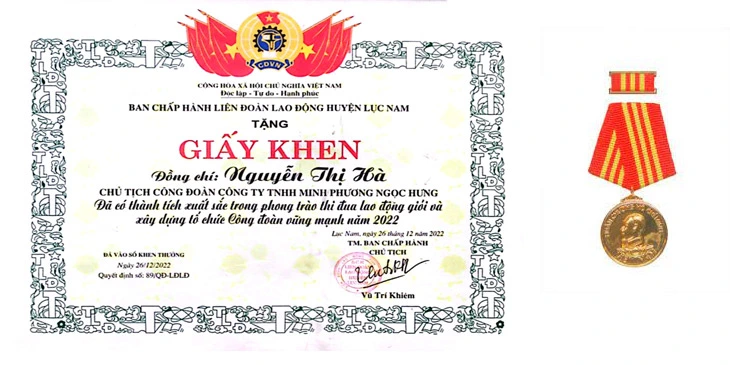 CDVN
CỘNG HÒA XÃ HỘI CHỦ NGHĨA VIỆT NAM
Độc lập - Tự do - Hạnh phúc
BAN CHẤP HÀNH LIÊN ĐOÀN LAO ĐỘNG HUYỆN LỤC NAM
TẶNG
GIẤY KHEN
Đồng chí: Nguyễn Thị Hà
CHỦ TỊCH CÔNG ĐOÀN CÔNG TY TNHH MINH PHƯƠNG NGỌC HƯNG
Đã có thành tích xuất sắc trong phong trào thi đua lao động giỏi và
xây dựng tổ chức Công đoàn vững mạnh năm 2022
Lục Nam, ngày 26 tháng 12 năm 2022
TM. BAN CHẤP HÀNH
CHỦ TỊCH
ĐÃ VÀO SỔ KHEN THƯỞNG
Ngày 26/12/2022
Quyết định số: 89/QĐ-LĐLĐ
Vũ Trí Khiêm